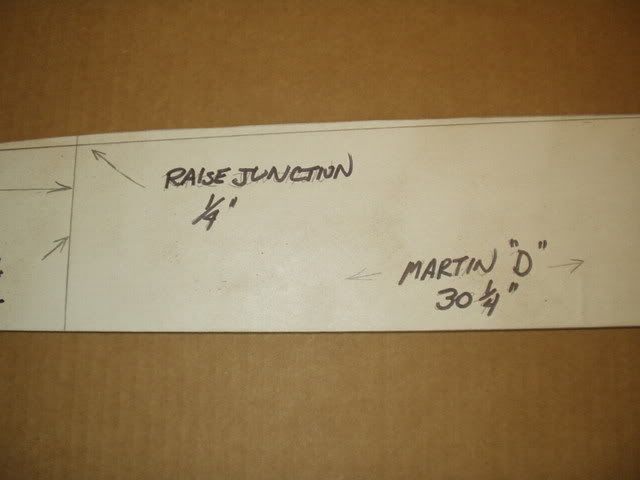 RAISE JUNCTION
1/4"
MARTIN "D"
30 1/4"